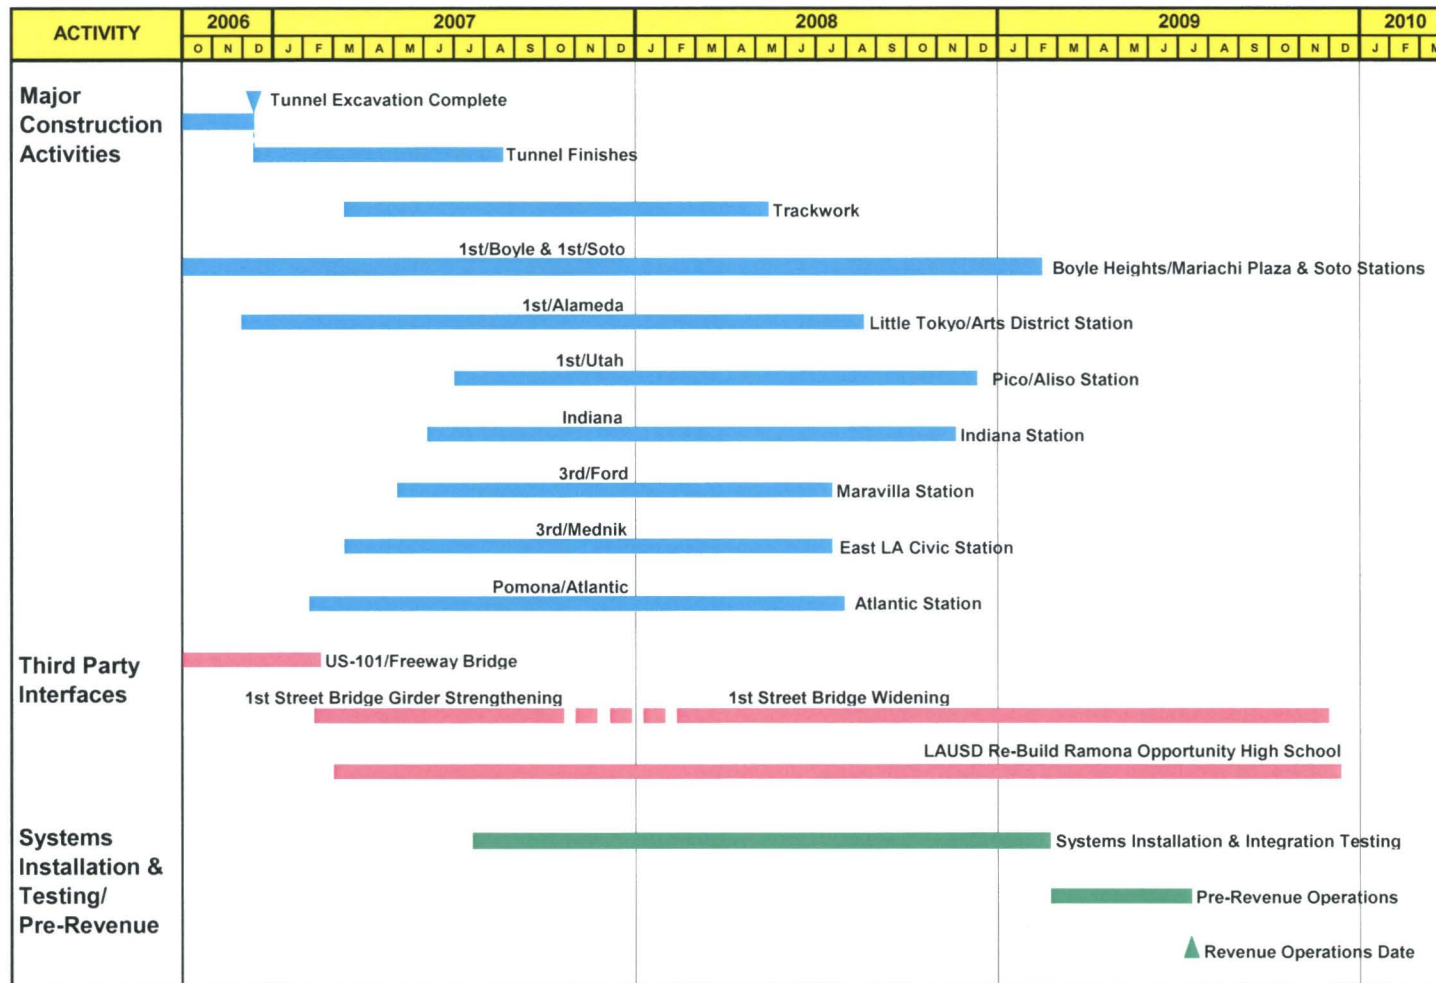 ACTIVITY
2006 2007 2008 2009 2010
O N D J F M A M J J A S O N D J F M A M J J A S O N D J F M A M J J A S O N D J F M
Major
Construction
Activities
Tunnel Excavation Complete
Tunnel Finishes
Trackwork
1st/Boyle & 1st/Soto
Boyle Heights/Mariachi Plaza & Soto Stations
1st/Alameda
Little Tokyo/Arts District Station
1st/Utah
Pico/Aliso Station
Indiana
Indiana Station
3rd/Ford
Maravilla Station
3rd/Mednik
East LA Civic Station
Pomona/Atlantic
Atlantic Station
Third Party
Interfaces
US-101/Freeway Bridge
1st Street Bridge Girder Strengthening
1st Street Bridge Widening
LAUSD Re-Build Ramona Opportunity High School
Systems
Installation &
Testing/
Pre-Revenue
Systems Installation & Integration Testing
Pre-Revenue Operations
Revenue Operations Date